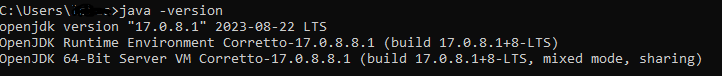 C:\Users\>java -version
openjdk version "17.0.8.1" 2023-08-22 LTS
OpenJDK Runtime Environment Corretto-17.0.8.8.1 (build 17.0.8.1+8-LTS)
OpenJDK 64-Bit Server VM Corretto-17.0.8.8.1 (build 17.0.8.1+8-LTS, mixed mode, sharing)